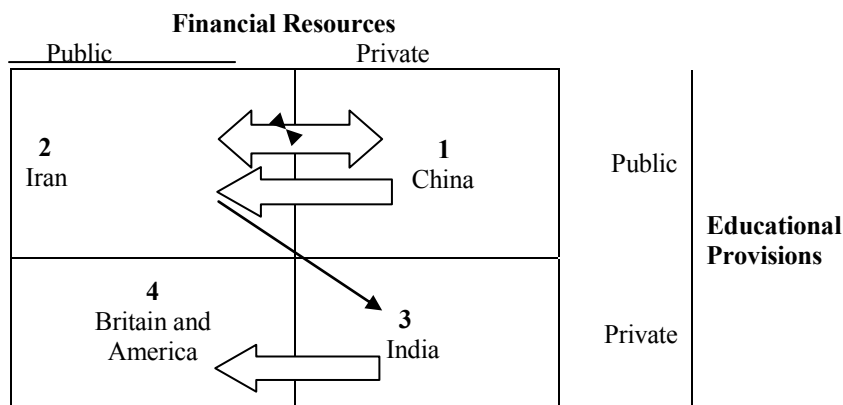 Financial Resources
Public Private
2
Iran
1
China
Public
Educational
Provisions
4
Britain and
America
3
India
Private